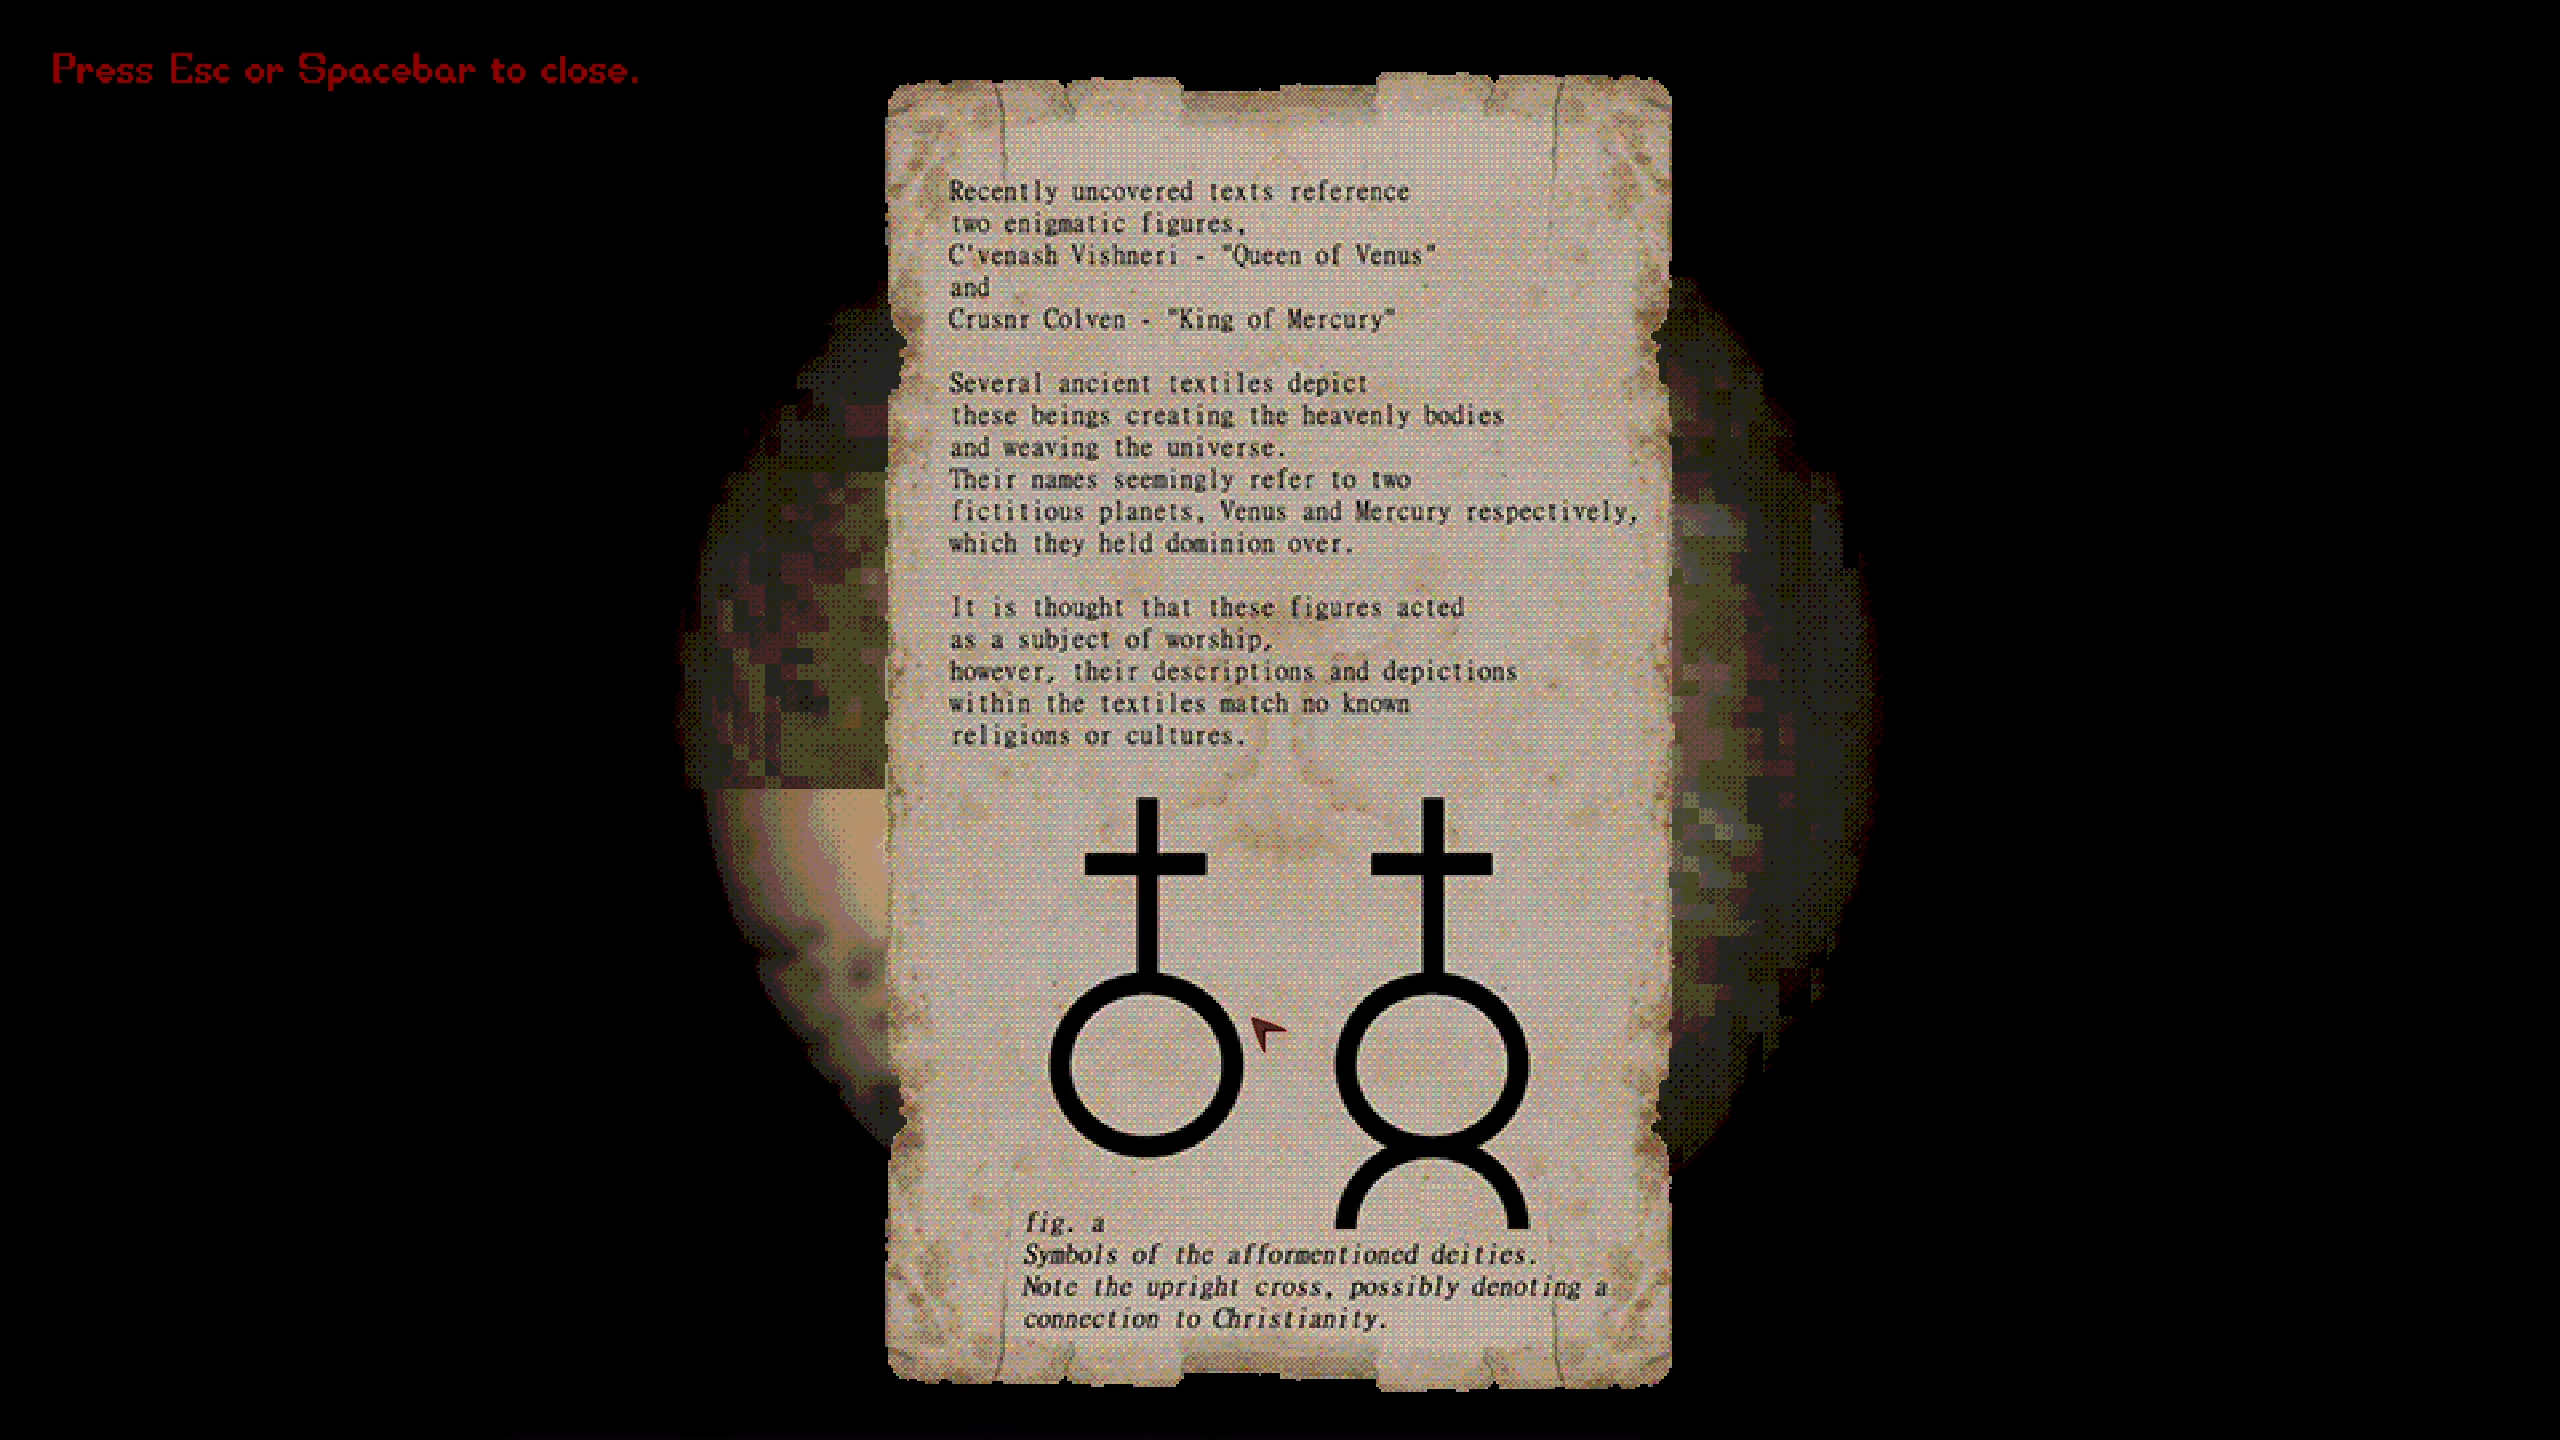 Press Esc or Spacebar to close.
Recently uncovered texts reference
two enigmatic figures,
C'venash Vishneri - "Queen of Venus"
and
Crusnr Colven - "King of Mercury"
Several ancient textiles depict
these beings creating the heavenly bodies
and weaving the universe.
Their names seemingly refer to two
fictitious planets, Venus and Mercury respectively,
which they held dominion over.
It is thought that these figures acted
as a subject of worship,
however, their descriptions and depictions
within the textiles match no known
religions or cultures.
fig. a
Symbols of the afformentioned deities.
Note the upright cross, possibly denoting a
connection to Christianity.